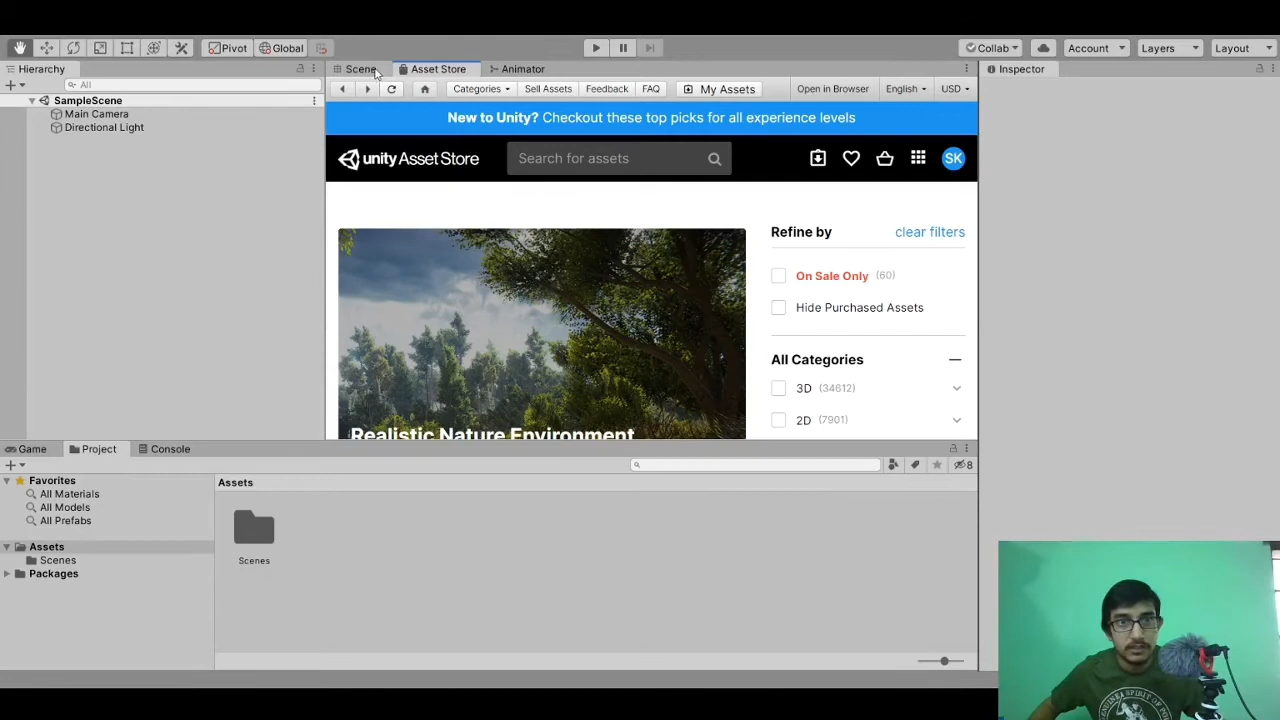 Pivot Global Collab Account Layers Layout
Hierarchy Scene Asset Store Animator Inspector
All Categories Sell Assets Feedback FAQ My Assets Open in Browser English USD
SampleScene
Main Camera
Directional Light
New to Unity? Checkout these top picks for all experience levels
unity Asset Store Search for assets SK
Refine by clear filters
On Sale Only (60)
Hide Purchased Assets
All Categories
3D (34612)
2D (7901)
Realistic Nature Environment
Game Project Console
8
Favorites
All Materials
All Models
All Prefabs
Assets
Scenes
Packages
Assets
Scenes